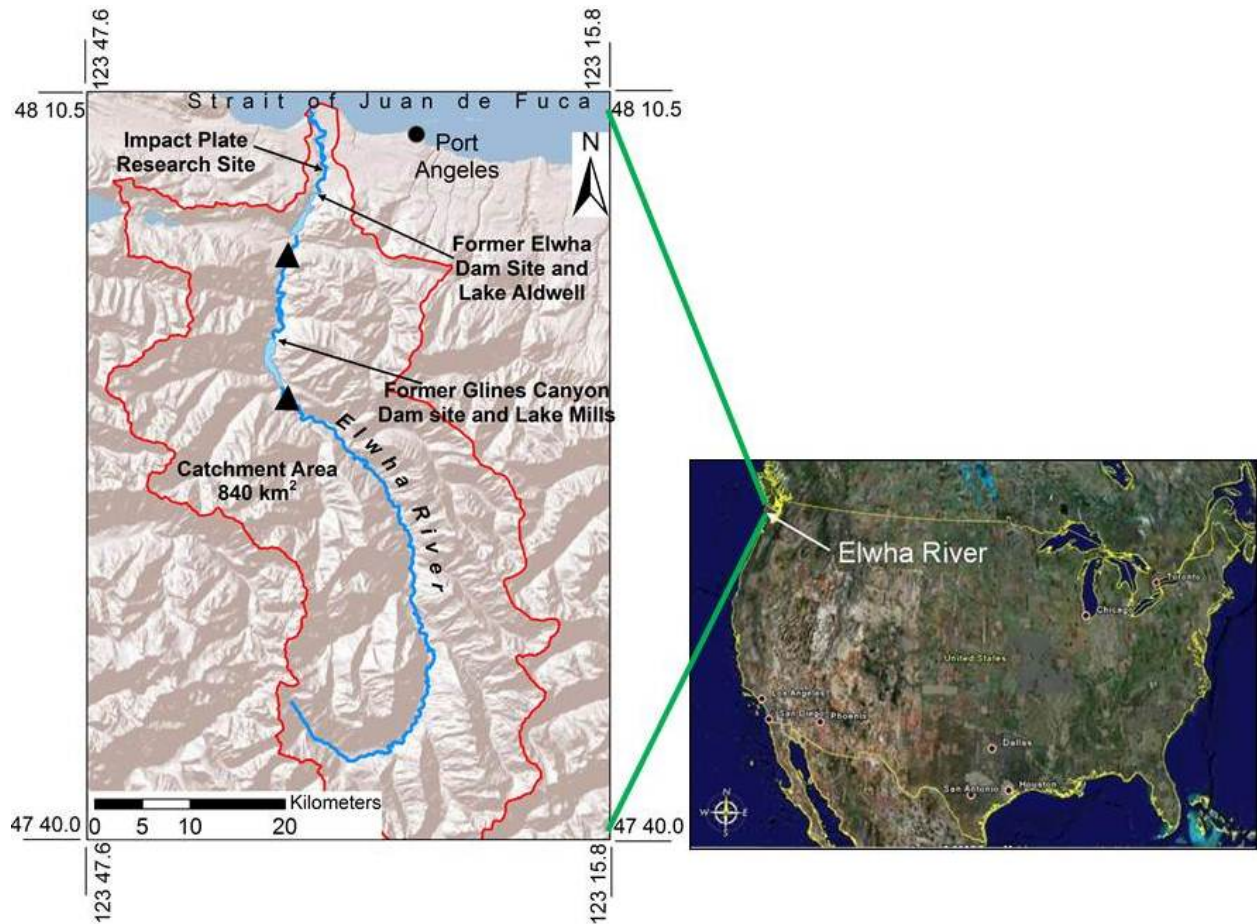 123 47.6
123 15.8
48 10.5
48 10.5
Strait of Juan de Fuca
Impact Plate
Research Site
Port
Angeles
N
Former Elwha
Dam Site and
Lake Aldwell
Former Glines Canyon
Dam site and Lake Mills
Elwha River
Catchment Area
840 km²
Kilometers
0 5 10 20
47 40.0
47 40.0
123 47.6
123 15.8
Elwha River
Toronto
Chicago
United States
Los Angeles
San Diego
Phoenix
Dallas
San Antonio
Houston
N
W
E
S